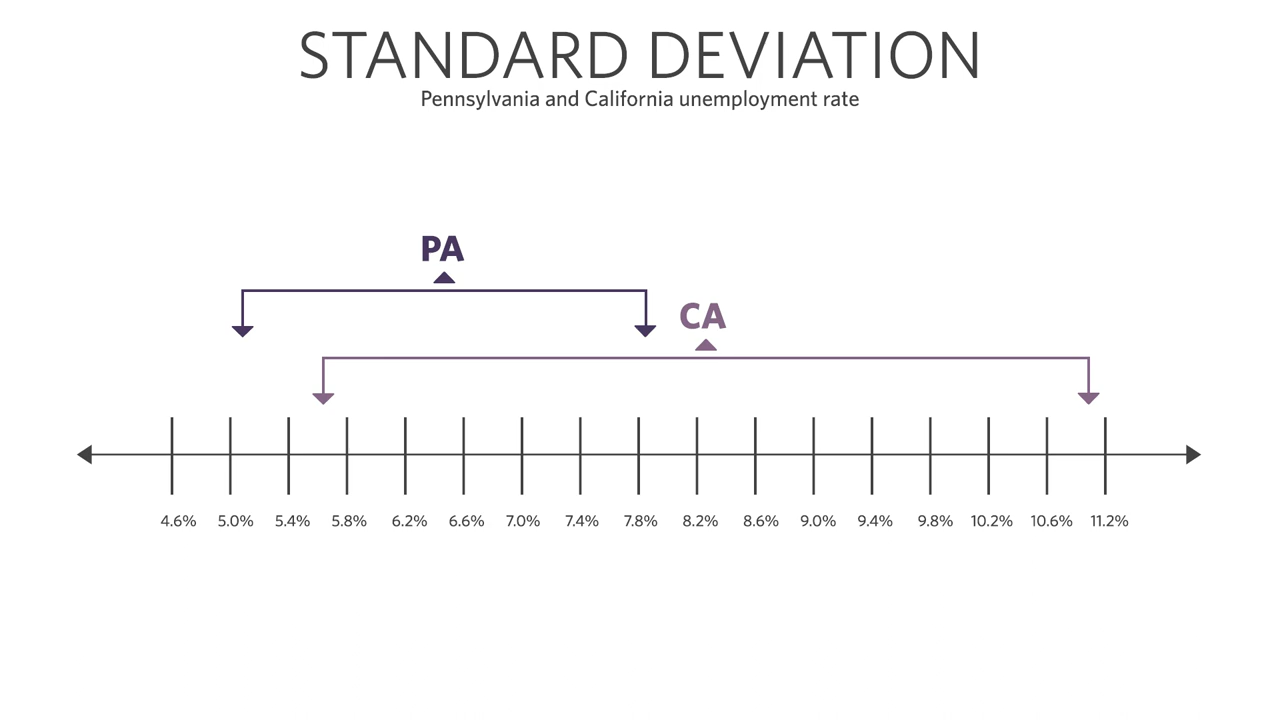 STANDARD DEVIATION
Pennsylvania and California unemployment rate
PA
CA
4.6% 5.0% 5.4% 5.8% 6.2% 6.6% 7.0% 7.4% 7.8% 8.2% 8.6% 9.0% 9.4% 9.8% 10.2% 10.6% 11.2%